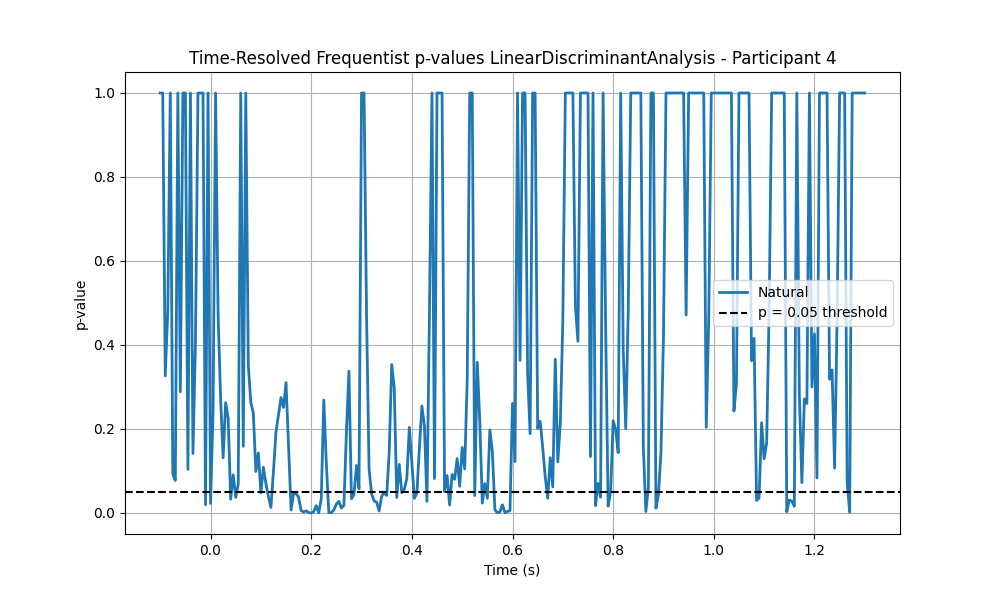 Time-Resolved Frequentist p-values LinearDiscriminantAnalysis - Participant 4
p-value
1.0
0.8
0.6
0.4
0.2
0.0
Natural
p = 0.05 threshold
0.0 0.2 0.4 0.6 0.8 1.0 1.2
Time (s)